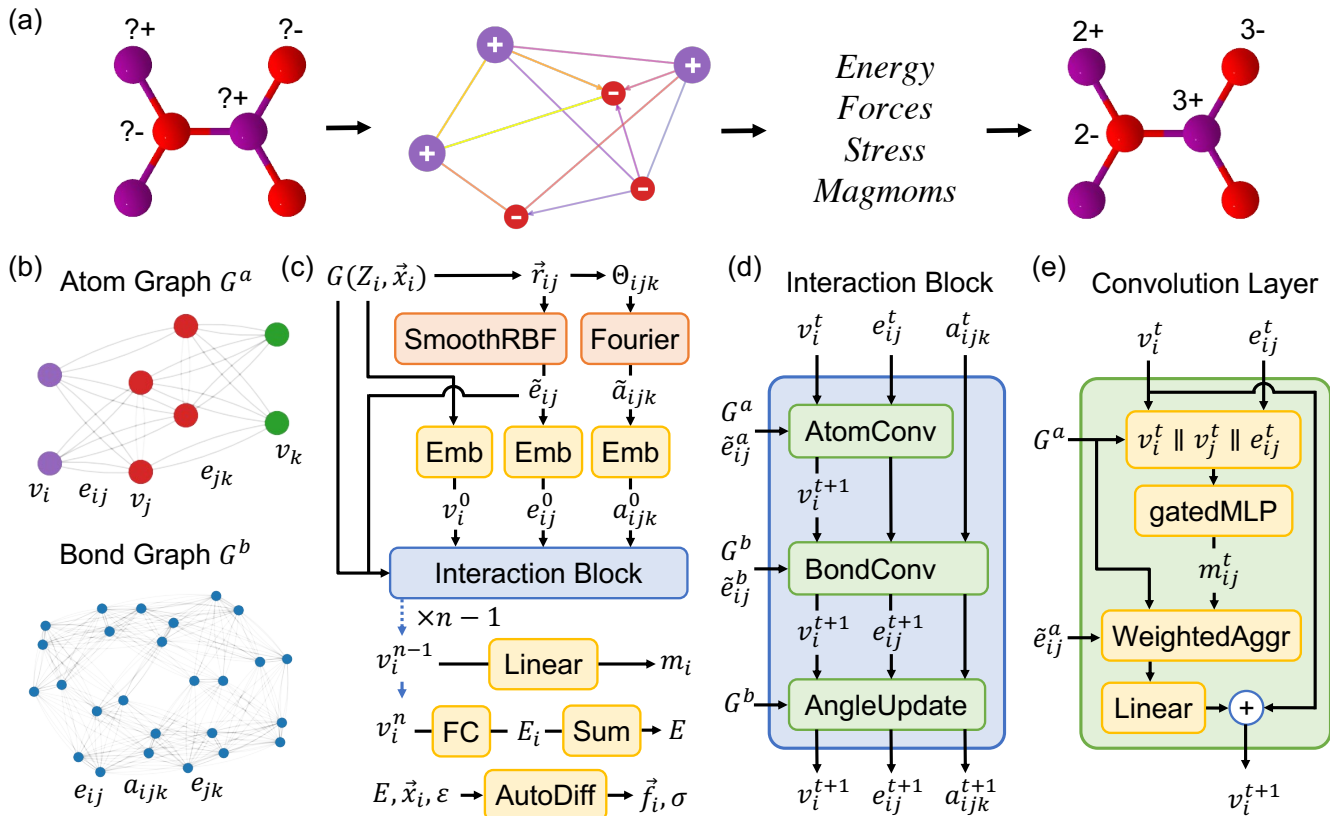 (a)
?+
?-
?+
?-
+
+
+
-
-
-
Energy
Forces
Stress
Magmoms
2+
3-
3+
2-
(b)
Atom Graph G^a
v_i
e_ij
v_j
e_jk
v_k
Bond Graph G^b
e_ij
a_ijk
e_jk
(c)
G(Z_i, x⃗_i)
r⃗_ij
Θ_ijk
SmoothRBF
Fourier
ẽ_ij
ã_ijk
Emb
Emb
Emb
v_i^0
e_ij^0
a_ijk^0
Interaction Block
×n − 1
v_i^{n−1}
Linear
m_i
v_i^n
FC
E_i
Sum
E
E, x⃗_i, ε
AutoDiff
f⃗_i, σ
(d)
Interaction Block
v_i^t
e_ij^t
a_ijk^t
G^a
ẽ_ij^a
AtomConv
v_i^{t+1}
G^b
ẽ_ij^b
BondConv
v_i^{t+1}
e_ij^{t+1}
G^b
AngleUpdate
v_i^{t+1}
e_ij^{t+1}
a_ijk^{t+1}
(e)
Convolution Layer
v_i^t
e_ij^t
G^a
v_i^t ∥ v_j^t ∥ e_ij^t
gatedMLP
m_ij^t
ẽ_ij^a
WeightedAggr
Linear
+
v_i^{t+1}